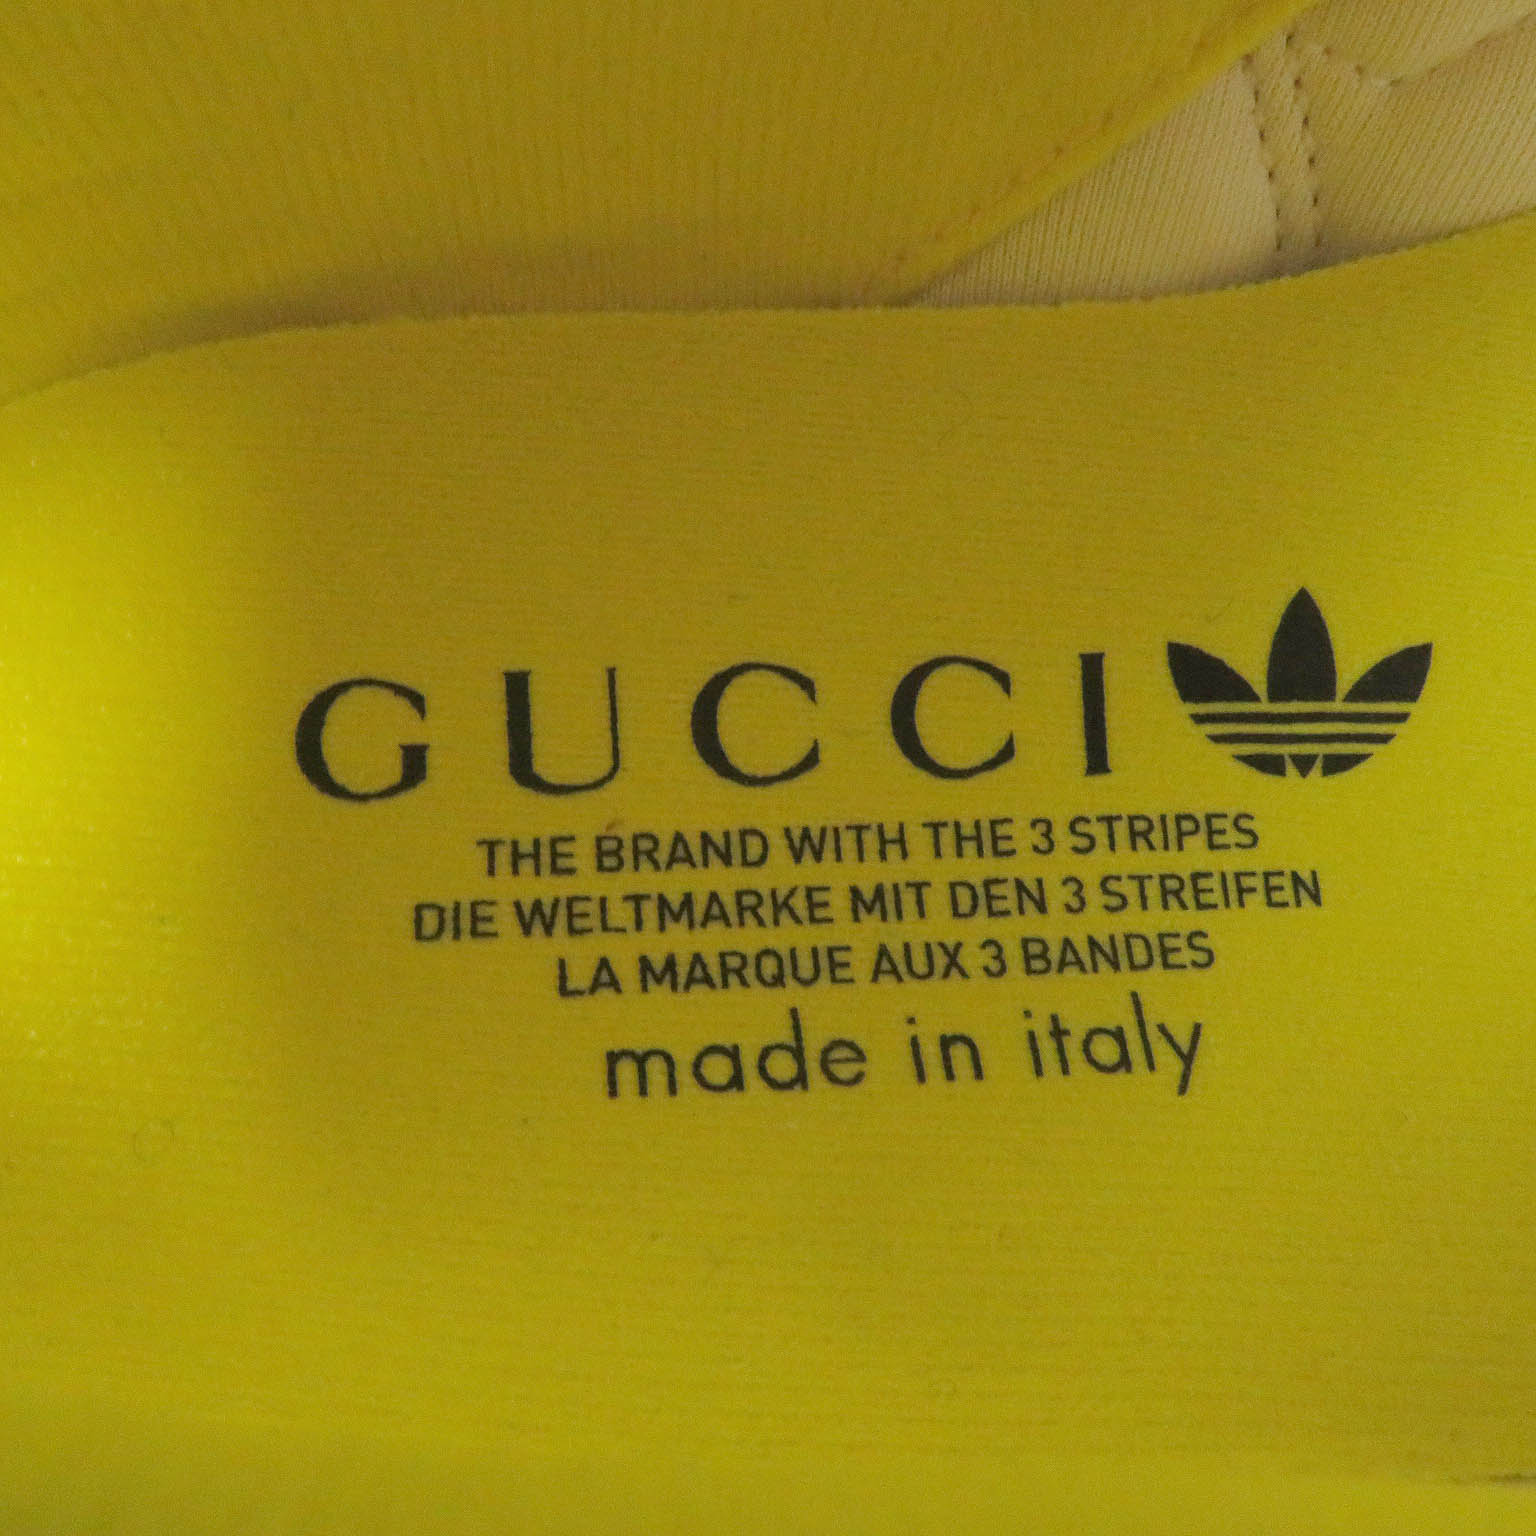 GUCCI
THE BRAND WITH THE 3 STRIPES
DIE WELTMARKE MIT DEN 3 STREIFEN
LA MARQUE AUX 3 BANDES
made in italy